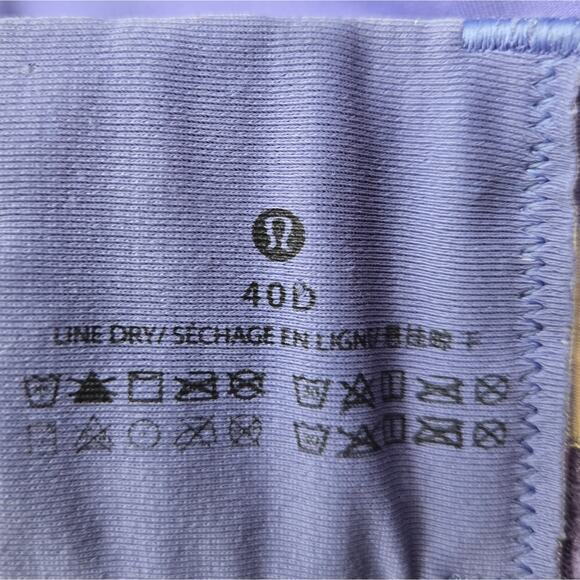 40D
LINE DRY/ SÉCHAGE EN LIGNE/